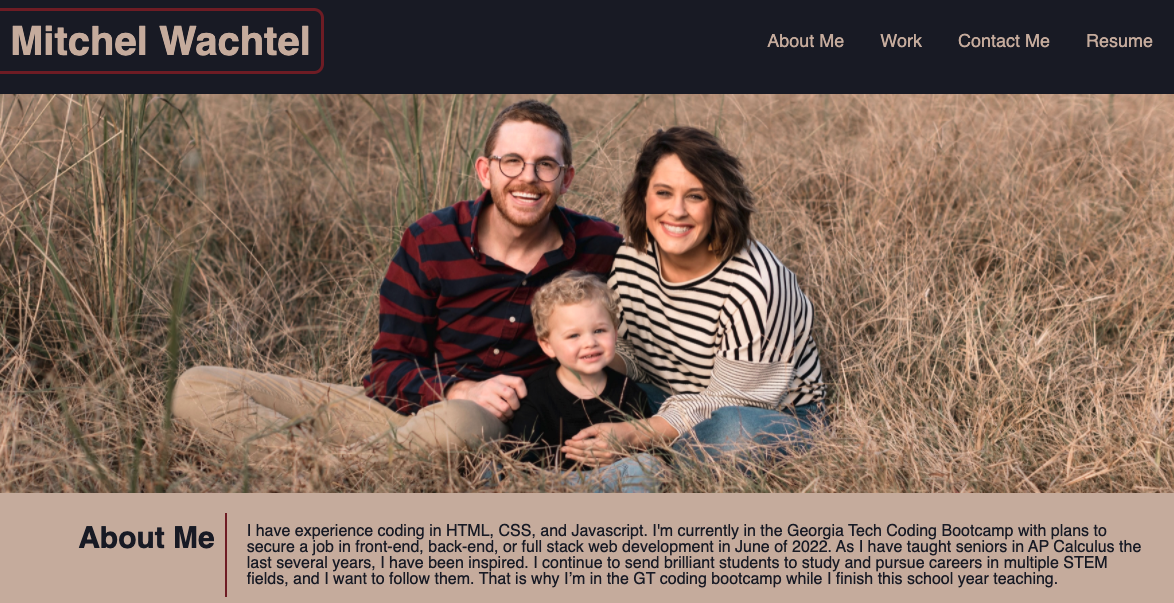 Mitchel Wachtel
About Me
Work
Contact Me
Resume
About Me
I have experience coding in HTML, CSS, and Javascript. I'm currently in the Georgia Tech Coding Bootcamp with plans to
secure a job in front-end, back-end, or full stack web development in June of 2022. As I have taught seniors in AP Calculus the
last several years, I have been inspired. I continue to send brilliant students to study and pursue careers in multiple STEM
fields, and I want to follow them. That is why I’m in the GT coding bootcamp while I finish this school year teaching.